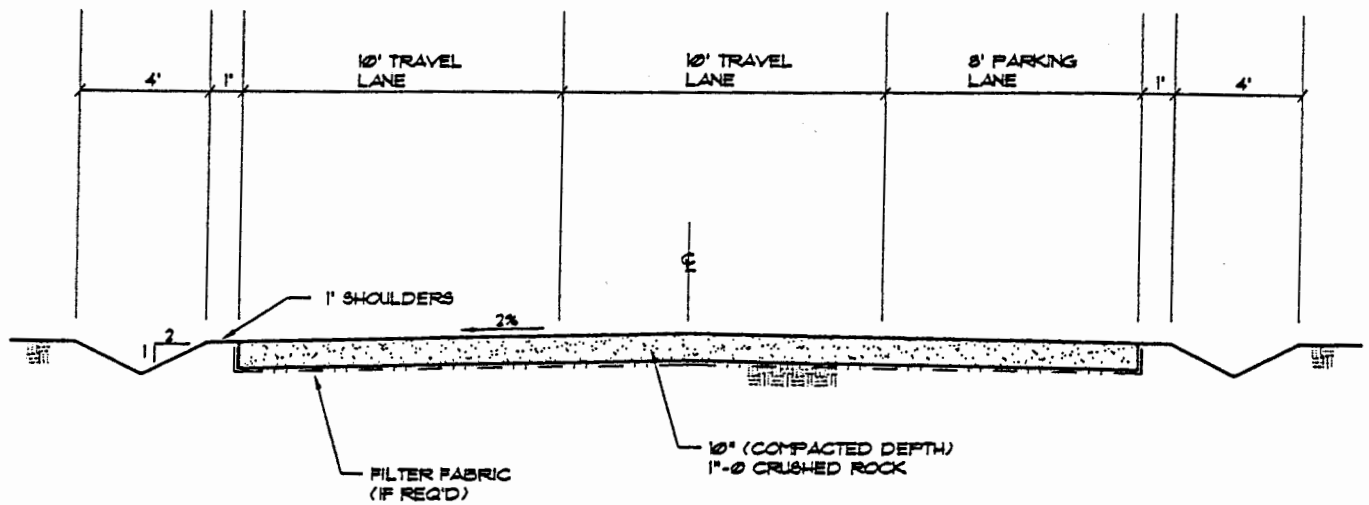 10' TRAVEL
LANE
10' TRAVEL
LANE
8' PARKING
LANE
4'
1'
1'
4'
℄
1' SHOULDERS
2%
2
1
10" (COMPACTED DEPTH)
1"-0 CRUSHED ROCK
FILTER FABRIC
(IF REQ'D)